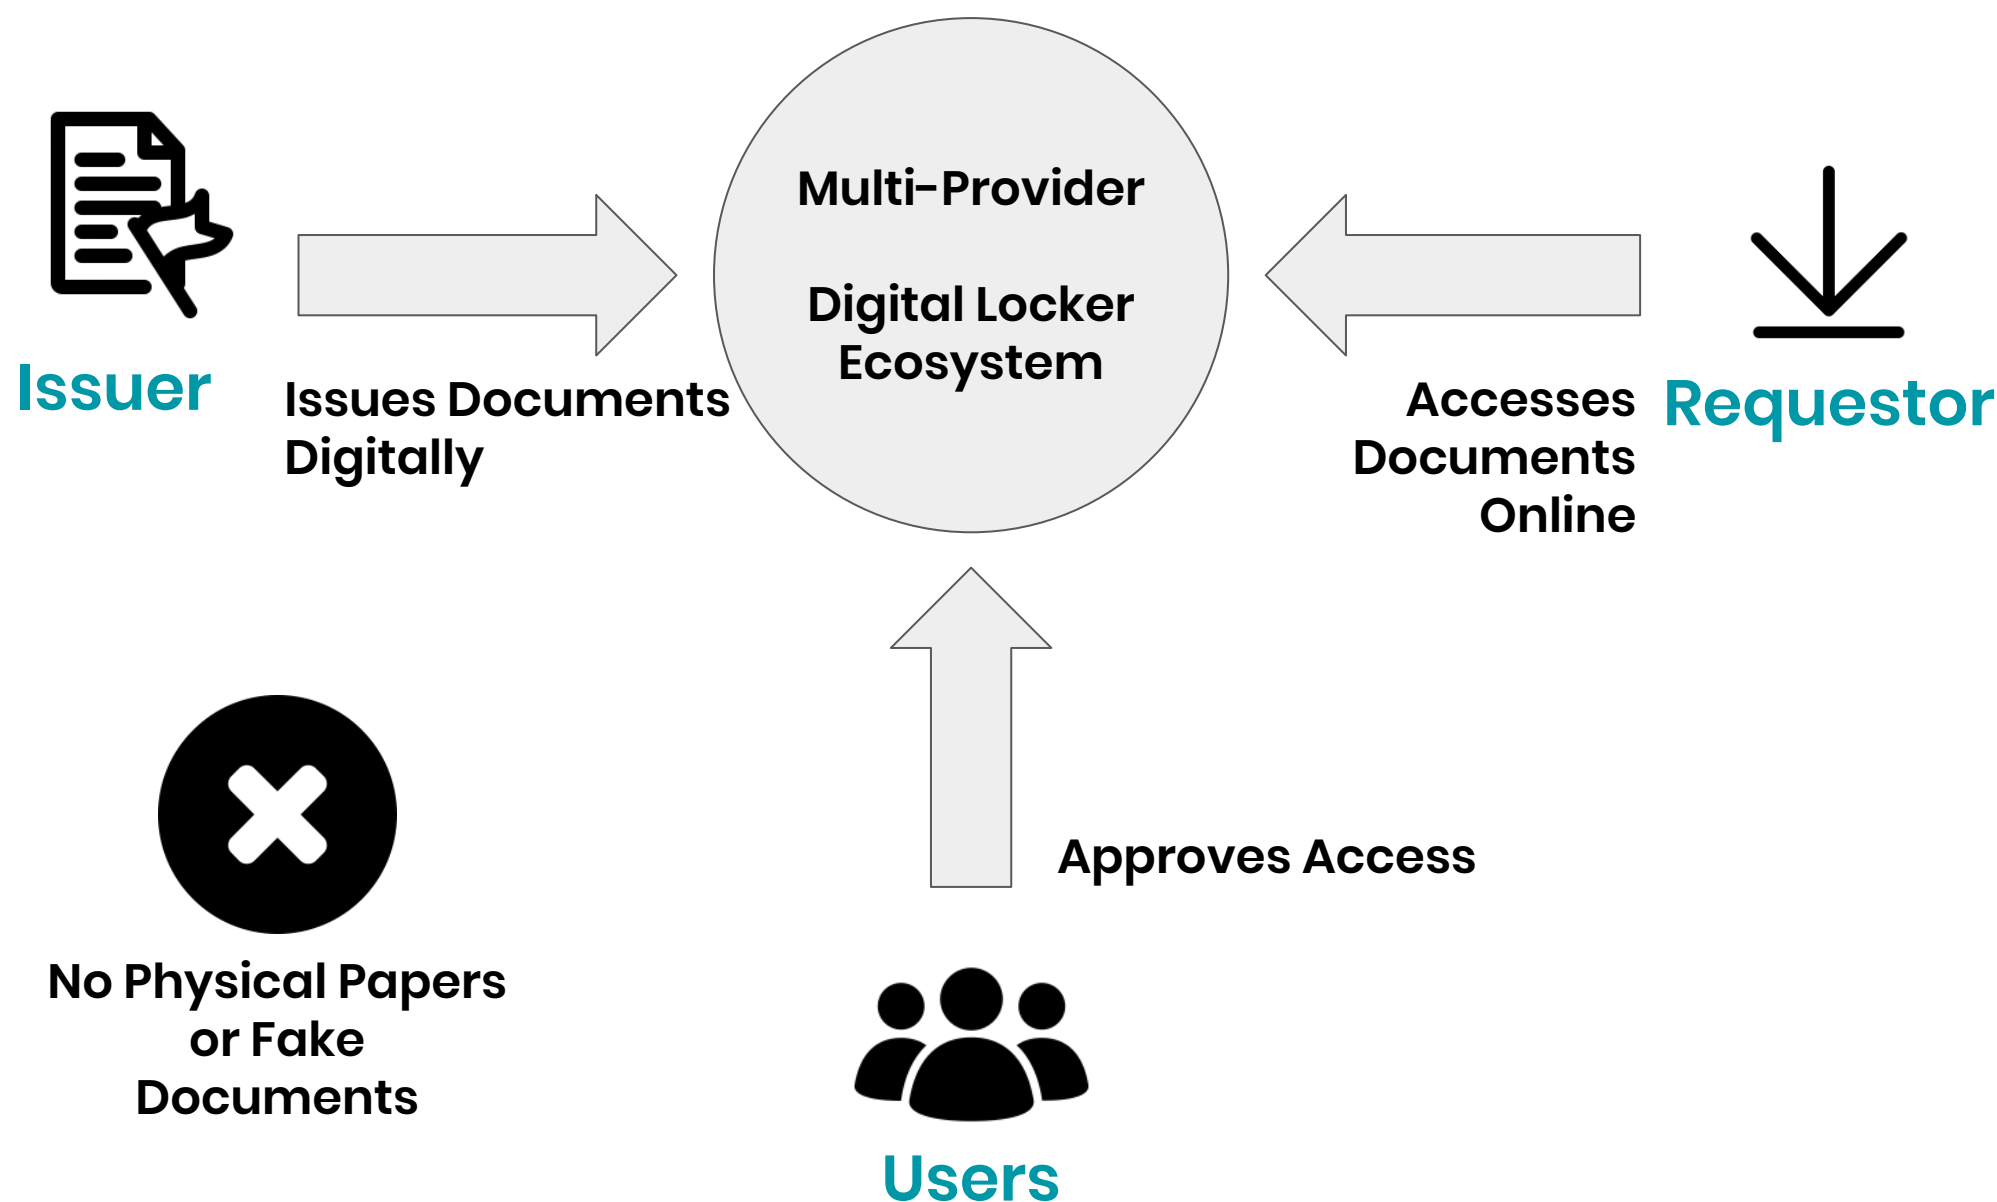 Multi-Provider
Digital Locker
Ecosystem
Issuer
Issues Documents
Digitally
Accesses
Documents
Online
Requestor
Approves Access
No Physical Papers
or Fake
Documents
Users